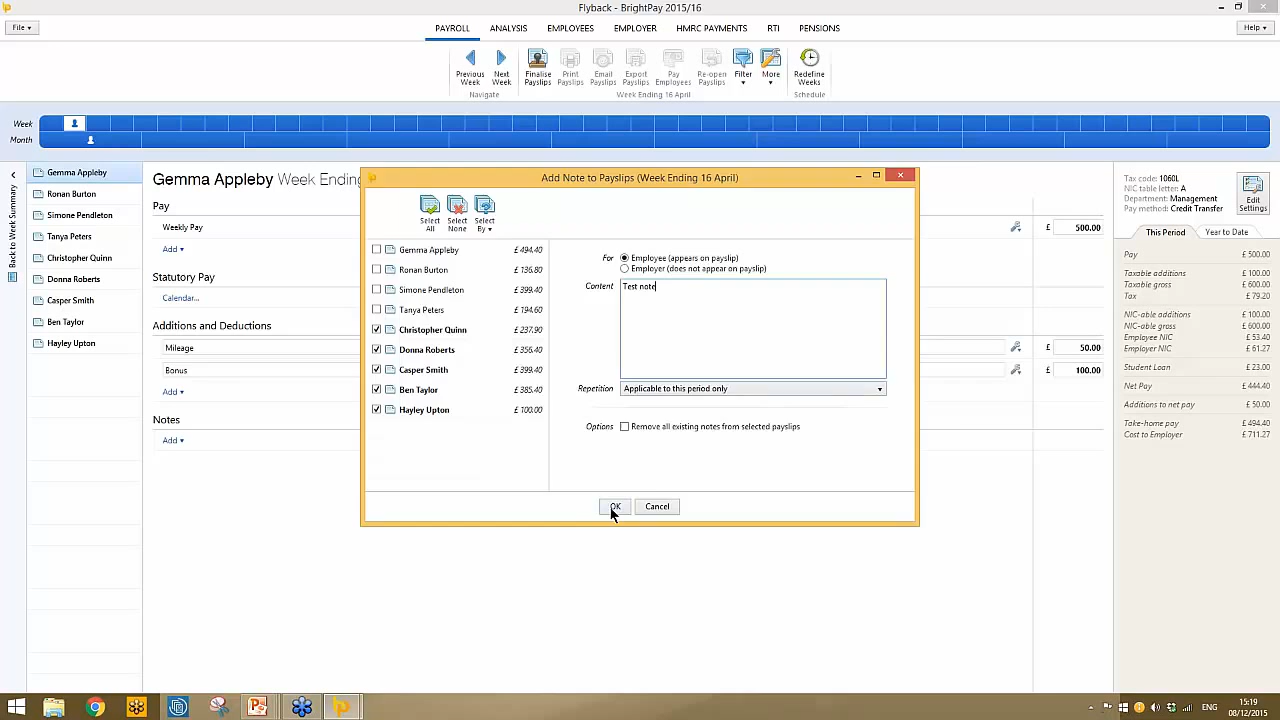 Flyback - BrightPay 2015/16
File
PAYROLL ANALYSIS EMPLOYEES EMPLOYER HMRC PAYMENTS RTI PENSIONS
Help
Previous Week
Next Week
Finalise Payslips
Print Payslips
Email Payslips
Export Payslips
Pay Employees
Re-open Payslips
Filter
More
Redefine Weeks
Navigate
Week Ending 16 April
Schedule
Week
Month
Back to Week Summary
Gemma Appleby
Ronan Burton
Simone Pendleton
Tanya Peters
Christopher Quinn
Donna Roberts
Casper Smith
Ben Taylor
Hayley Upton
Gemma Appleby Week Ending
Pay
Weekly Pay £ 500.00
Add
Statutory Pay
Calendar...
Additions and Deductions
Mileage £ 50.00
Bonus £ 100.00
Add
Notes
Add
Add Note to Payslips (Week Ending 16 April)
Select All
Select None
Select By
Gemma Appleby £ 494.40
Ronan Burton £ 136.80
Simone Pendleton £ 399.40
Tanya Peters £ 194.60
Christopher Quinn £ 237.90
Donna Roberts £ 356.40
Casper Smith £ 399.40
Ben Taylor £ 385.40
Hayley Upton £ 100.00
For Employee (appears on payslip)
Employer (does not appear on payslip)
Content Test note
Repetition Applicable to this period only
Options Remove all existing notes from selected payslips
OK Cancel
Tax code: 1060L
NIC table letter: A
Department: Management
Pay method: Credit Transfer
Edit Settings
This Period Year to Date
Pay £ 500.00
Taxable additions £ 100.00
Taxable gross £ 600.00
Tax £ 79.20
NIC-able additions £ 100.00
NIC-able gross £ 600.00
Employee NIC £ 53.40
Employer NIC £ 61.27
Student Loan £ 23.00
Net Pay £ 444.40
Additions to net pay £ 50.00
Take-home pay £ 494.40
Cost to Employer £ 711.27
ENG
15:19
08/12/2015